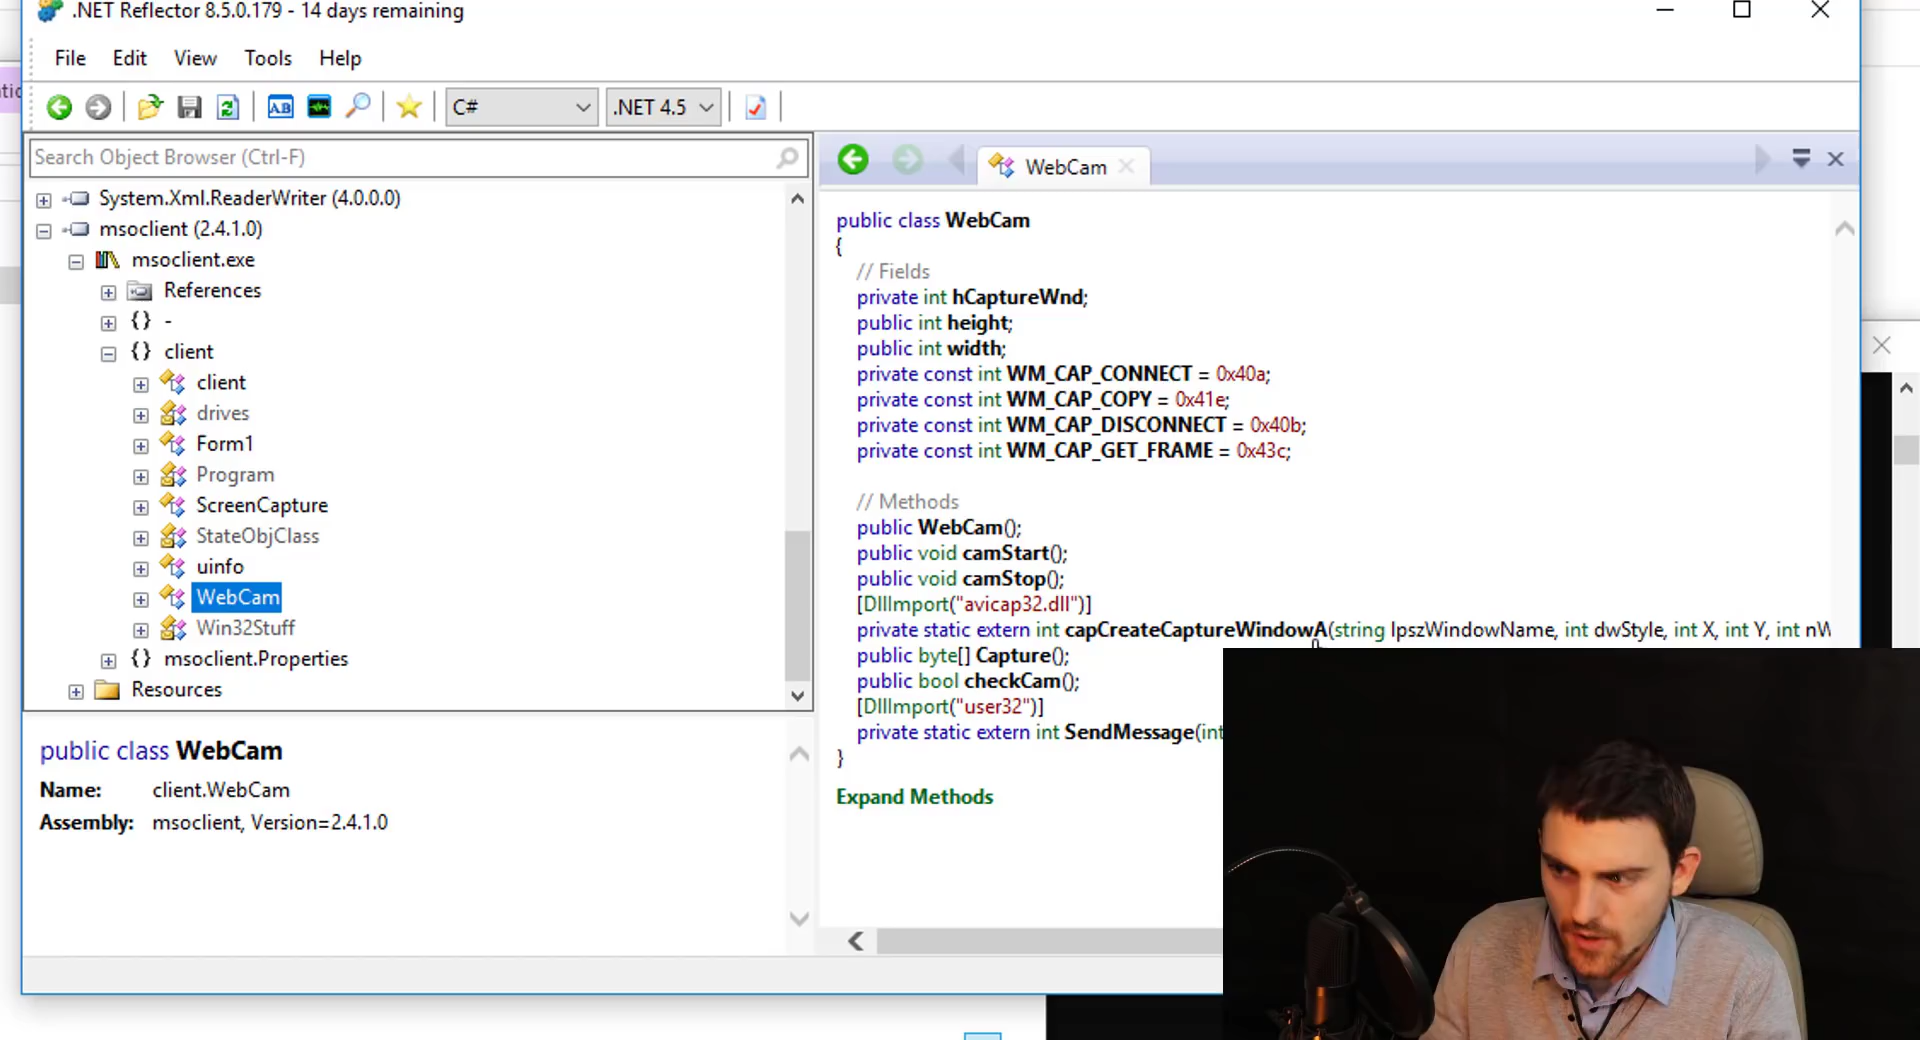 .NET Reflector 8.5.0.179 - 14 days remaining
File Edit View Tools Help
C# .NET 4.5
Search Object Browser (Ctrl-F)
System.Xml.ReaderWriter (4.0.0.0)
msoclient (2.4.1.0)
msoclient.exe
References
{} -
{} client
client
drives
Form1
Program
ScreenCapture
StateObjClass
uinfo
WebCam
Win32Stuff
{} msoclient.Properties
Resources
public class WebCam
Name: client.WebCam
Assembly: msoclient, Version=2.4.1.0
WebCam
public class WebCam
{
// Fields
private int hCaptureWnd;
public int height;
public int width;
private const int WM_CAP_CONNECT = 0x40a;
private const int WM_CAP_COPY = 0x41e;
private const int WM_CAP_DISCONNECT = 0x40b;
private const int WM_CAP_GET_FRAME = 0x43c;
// Methods
public WebCam();
public void camStart();
public void camStop();
[DllImport("avicap32.dll")]
private static extern int capCreateCaptureWindowA(string lpszWindowName, int dwStyle, int X, int Y, int nW
public byte[] Capture();
public bool checkCam();
[DllImport("user32")]
private static extern int SendMessage(int
}
Expand Methods